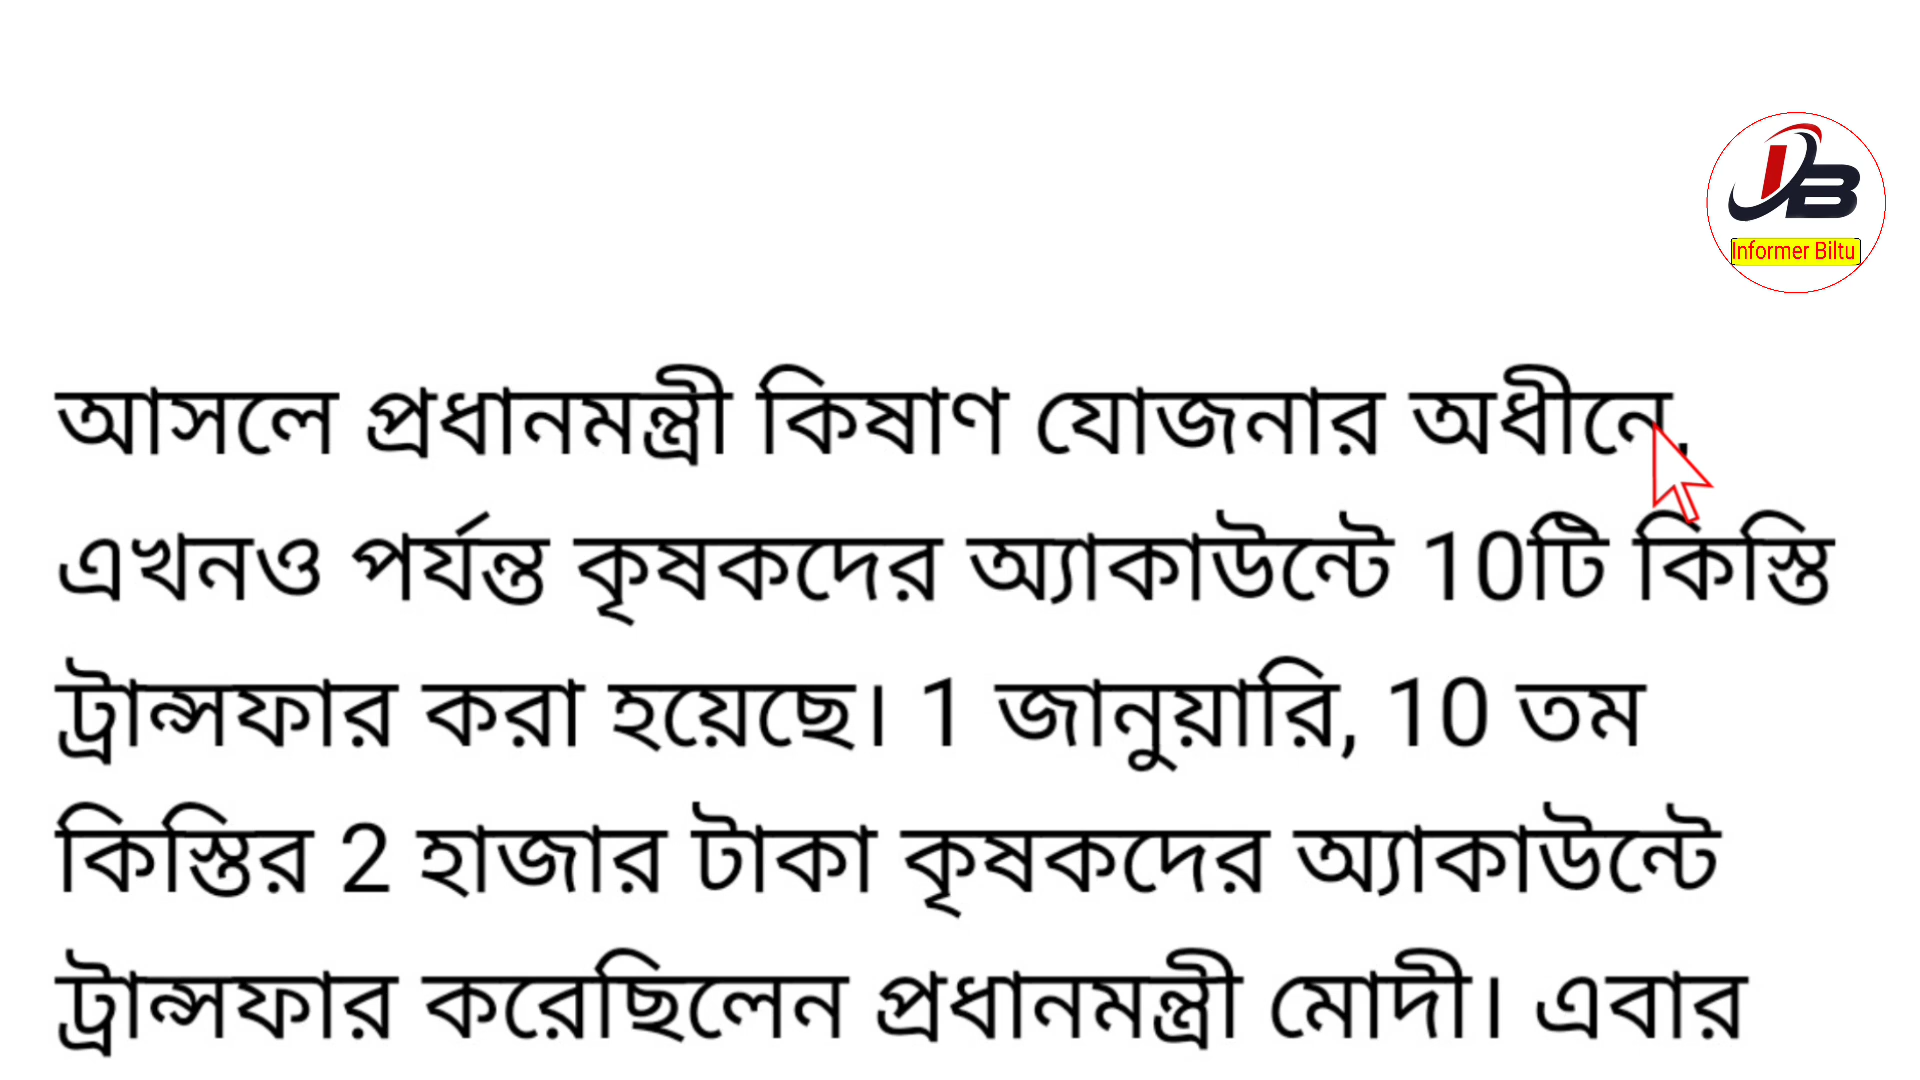 Informer Biltu
আসলে প্রধানমন্ত্রী কিষাণ যোজনার অধীনে,
এখনও পর্যন্ত কৃষকদের অ্যাকাউন্টে 10টি কিস্তি
ট্রান্সফার করা হয়েছে। 1 জানুয়ারি, 10 তম
কিস্তির 2 হাজার টাকা কৃষকদের অ্যাকাউন্টে
ট্রান্সফার করেছিলেন প্রধানমন্ত্রী মোদী। এবার